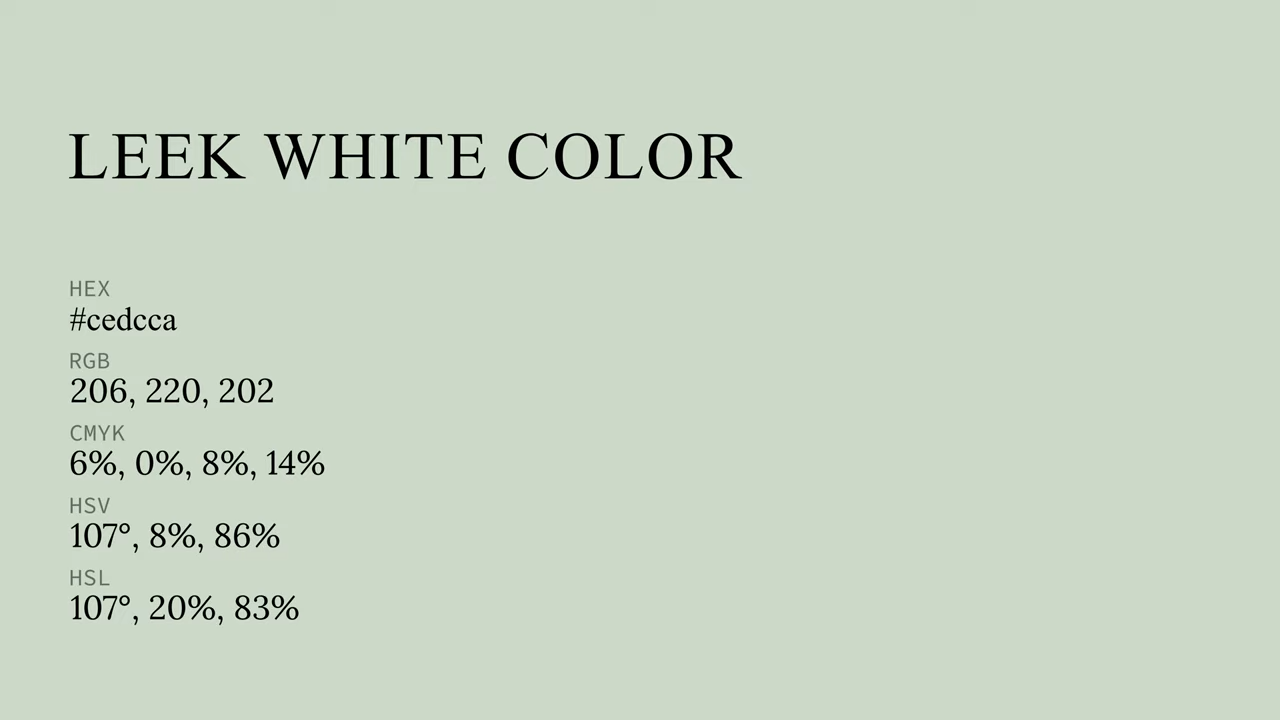 LEEK WHITE COLOR
HEX
#cedcca
RGB
206, 220, 202
CMYK
6%, 0%, 8%, 14%
HSV
107°, 8%, 86%
HSL
107°, 20%, 83%